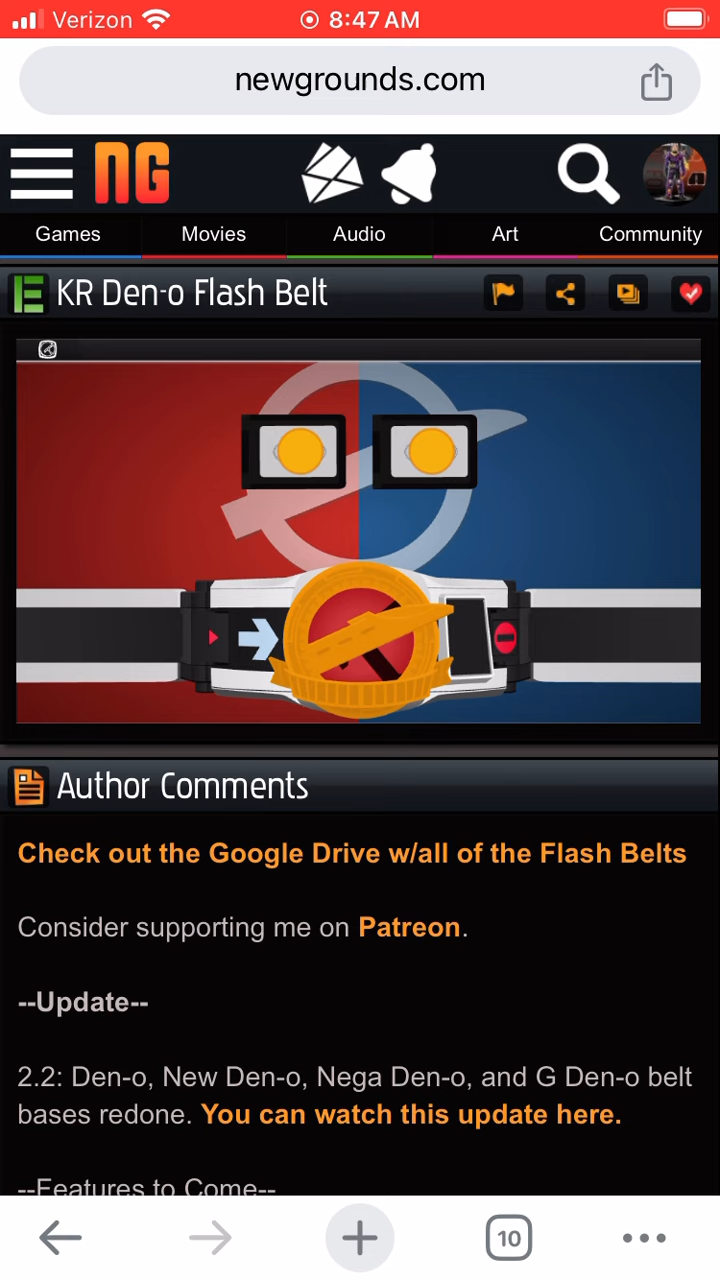 Verizon 8:47 AM
newgrounds.com
NG
Games Movies Audio Art Community
E KR Den-o Flash Belt
Author Comments
Check out the Google Drive w/all of the Flash Belts
Consider supporting me on Patreon.
--Update--
2.2: Den-o, New Den-o, Nega Den-o, and G Den-o belt
bases redone. You can watch this update here.
--Features to Come--
10